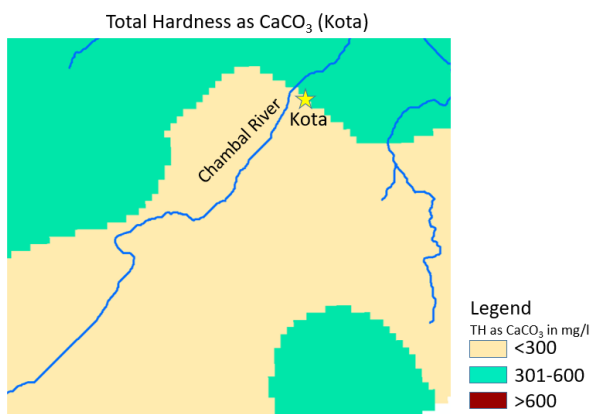 Total Hardness as CaCO₃ (Kota)
Chambal River
Kota
Legend
TH as CaCO₃ in mg/l
<300
301-600
>600